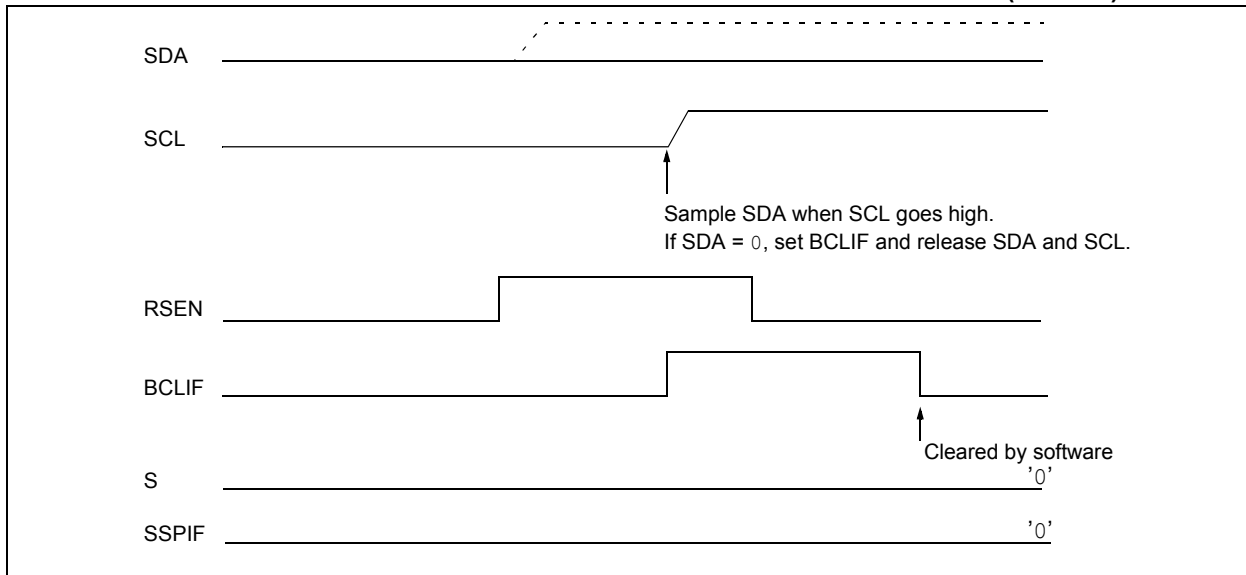 SDA
SCL
Sample SDA when SCL goes high.
If SDA = 0, set BCLIF and release SDA and SCL.
RSEN
BCLIF
Cleared by software
S
'0'
SSPIF
'0'